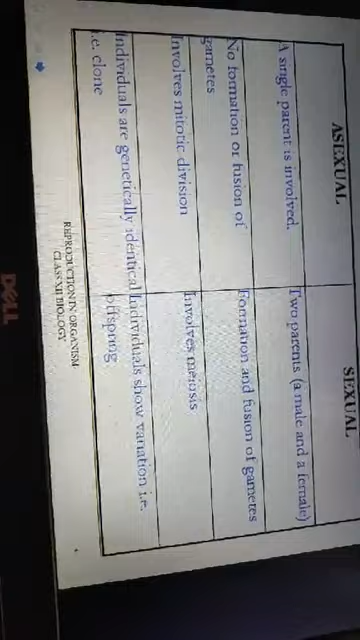 ASEXUAL
SEXUAL
A single parent is involved.
Two parents (a male and a female)
No formation or fusion of
gametes
Formation and fusion of gametes
Involves mitotic division
Involves meiosis
Individuals are genetically identical
i.e. clone
Individuals show variation i.e.
offspring
REPRODUCTION IN ORGANISM-
CLASS XII BIOLOGY
DELL